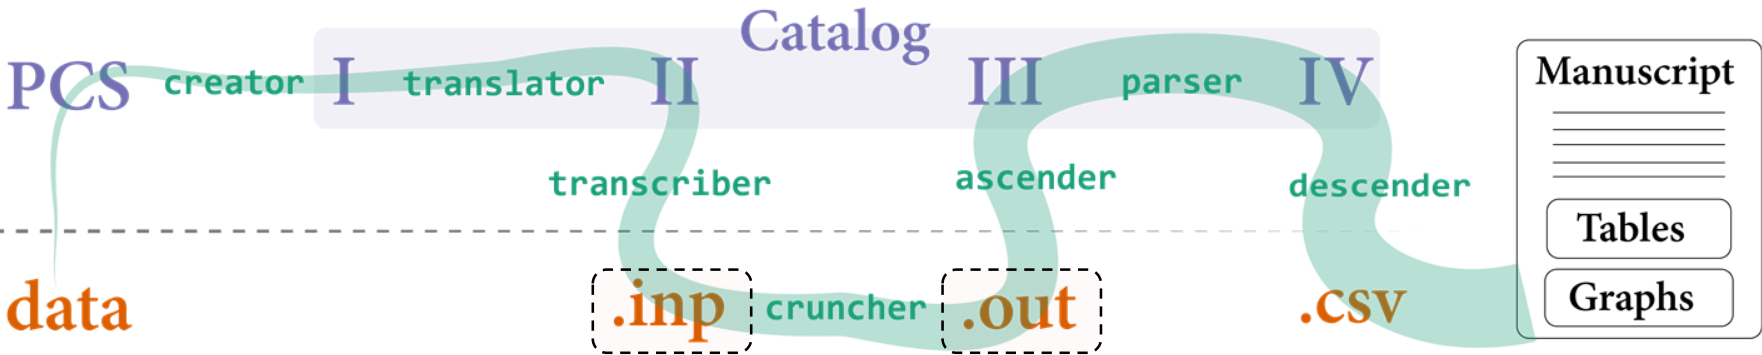 Catalog
PCS creator I translator II III parser IV
Manuscript
transcriber ascender descender
Tables
data .inp cruncher .out .csv
Graphs